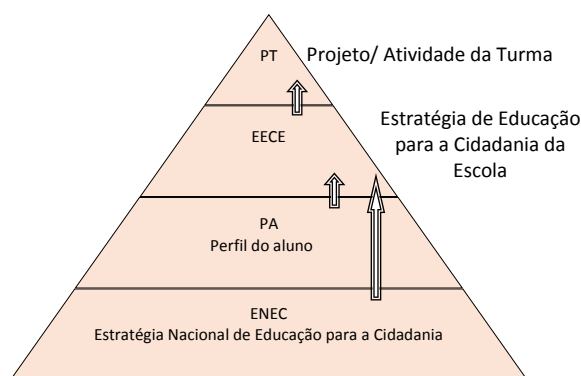 PT
Projeto/ Atividade da Turma
EECE
Estratégia de Educação
para a Cidadania da
Escola
PA
Perfil do aluno
ENEC
Estratégia Nacional de Educação para a Cidadania